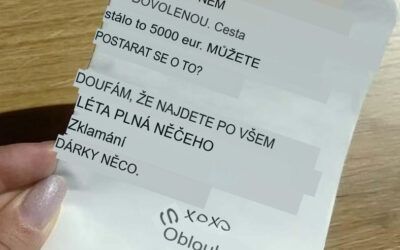 DOVOLENOU. Cesta
stálo to 5000 eur. MŮŽETE
POSTARAT SE O TO?
DOUFÁM, ŽE NAJDETE PO VŠEM
LÉTA PLNÁ NĚČEHO
Zklamání
DÁRKY NĚCO.
xoxo